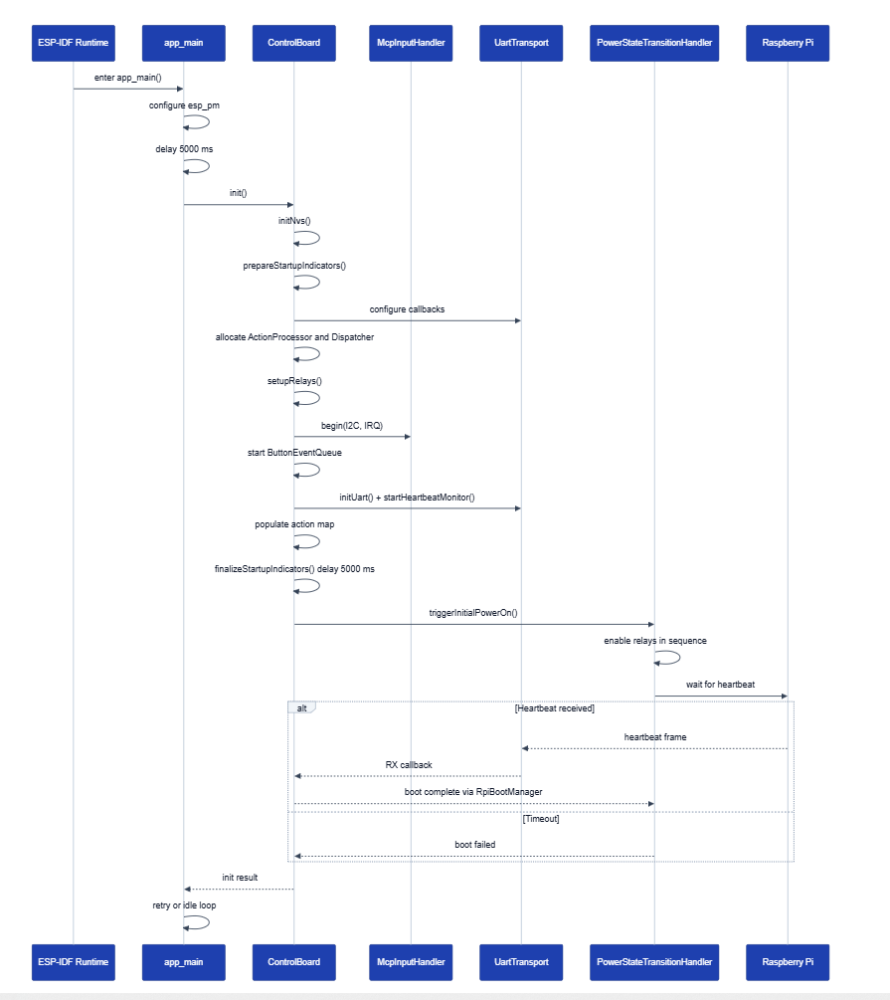 ESP-IDF Runtime
app_main
ControlBoard
McpInputHandler
UartTransport
PowerStateTransitionHandler
Raspberry Pi
enter app_main()
configure esp_pm
delay 5000 ms
init()
initNvs()
prepareStartupIndicators()
configure callbacks
allocate ActionProcessor and Dispatcher
setupRelays()
begin(I2C, IRQ)
start ButtonEventQueue
initUart() + startHeartbeatMonitor()
populate action map
finalizeStartupIndicators() delay 5000 ms
triggerInitialPowerOn()
enable relays in sequence
wait for heartbeat
alt
[Heartbeat received]
heartbeat frame
RX callback
boot complete via RpiBootManager
[Timeout]
boot failed
init result
retry or idle loop
ESP-IDF Runtime
app_main
ControlBoard
McpInputHandler
UartTransport
PowerStateTransitionHandler
Raspberry Pi